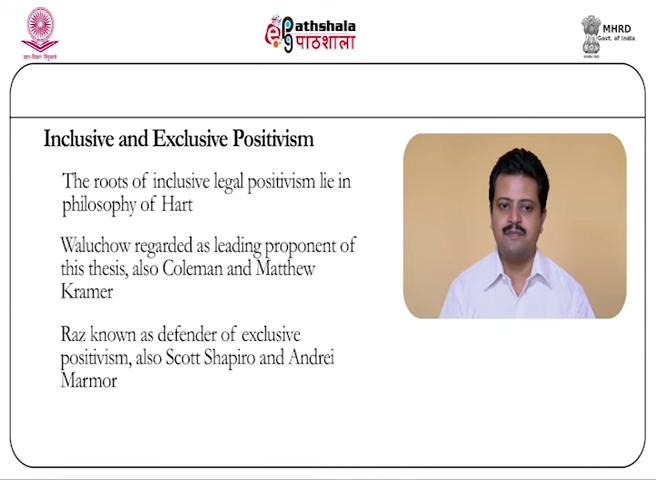 Pathshala
पाठशाला
MHRD
Govt. of India
Inclusive and Exclusive Positivism
The roots of inclusive legal positivism lie in
philosophy of Hart
Waluchow regarded as leading proponent of
this thesis, also Coleman and Matthew
Kramer
Raz known as defender of exclusive
positivism, also Scott Shapiro and Andrei
Marmor